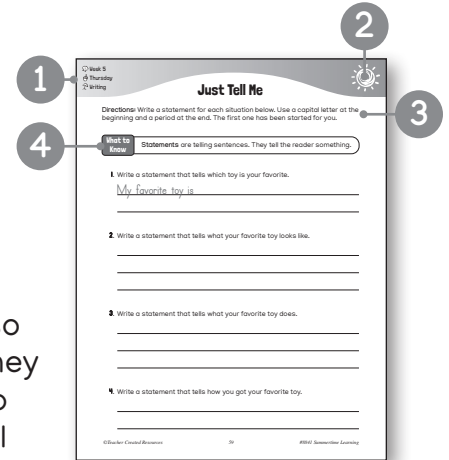 2
1
Week 5
Thursday
Writing
Just Tell Me
Directions: Write a statement for each situation below. Use a capital letter at the
beginning and a period at the end. The first one has been started for you.
3
4
What to
Know
Statements are telling sentences. They tell the reader something.
1. Write a statement that tells which toy is your favorite.
My favorite toy is
2. Write a statement that tells what your favorite toy looks like.
3. Write a statement that tells what your favorite toy does.
4. Write a statement that tells how you got your favorite toy.
©Teacher Created Resources
#8841 Summertime Learning